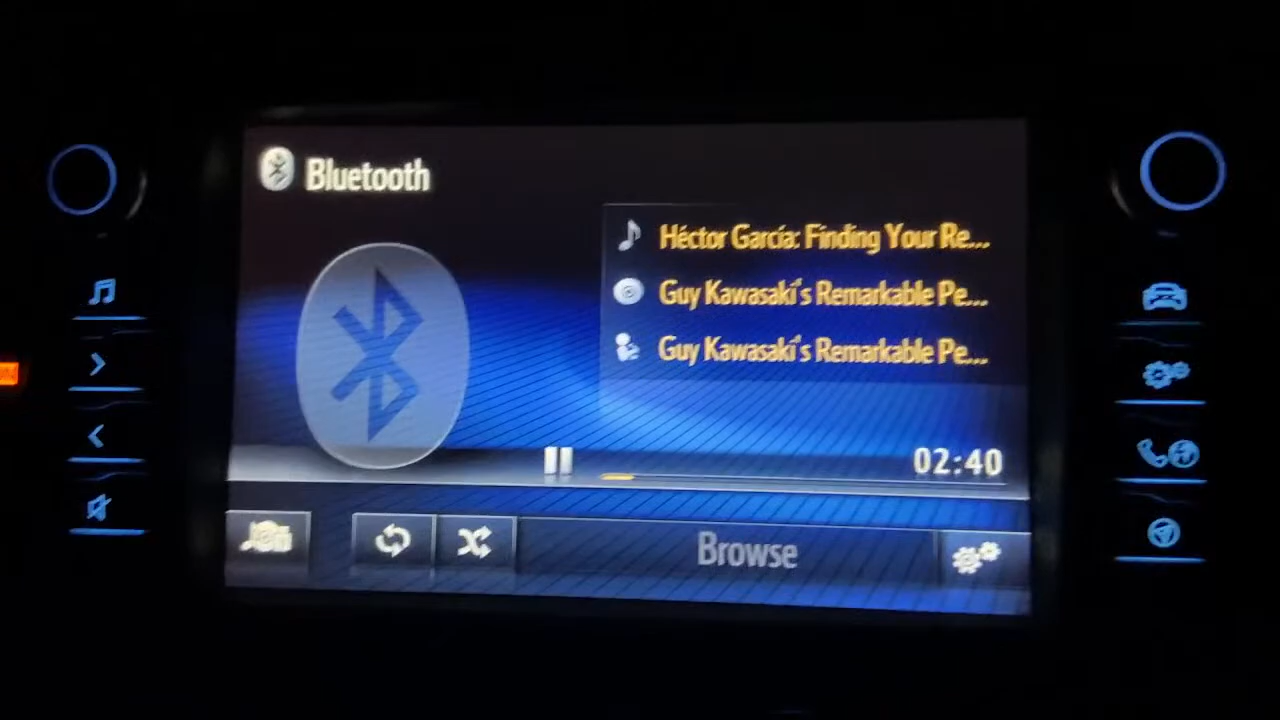 Bluetooth
Héctor García: Finding Your Re...
Guy Kawasaki's Remarkable Pe...
Guy Kawasaki's Remarkable Pe...
02:40
Browse